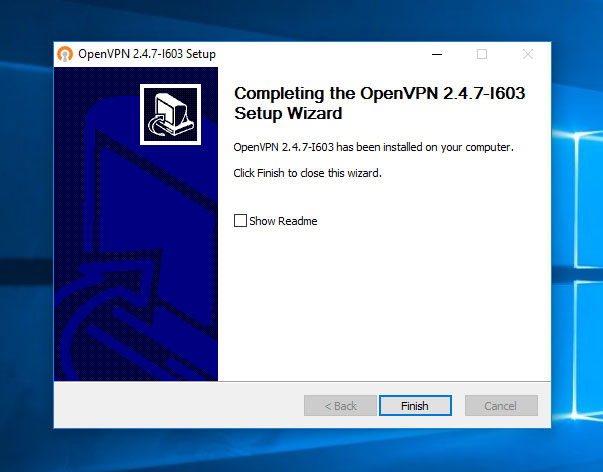 OpenVPN 2.4.7-I603 Setup
Completing the OpenVPN 2.4.7-I603
Setup Wizard
OpenVPN 2.4.7-I603 has been installed on your computer.
Click Finish to close this wizard.
Show Readme
< Back
Finish
Cancel